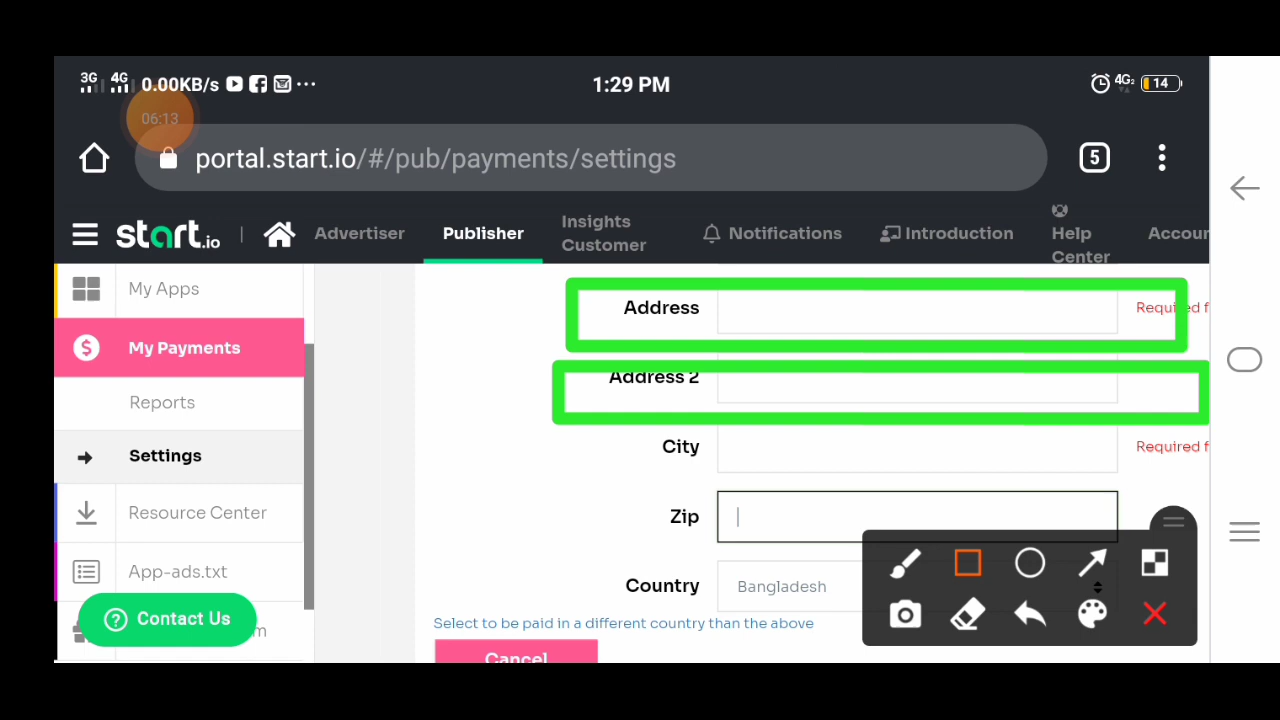 3G 4G 0.00KB/s ... 1:29 PM 4G2 14
06:13
portal.start.io/#/pub/payments/settings 5
start.io | Advertiser Publisher Insights Customer Notifications Introduction Help Center Accoun
My Apps
Address Required f
My Payments
Address 2
Reports
City Required f
Settings
Zip
Resource Center
App-ads.txt
Country Bangladesh
Contact Us
Select to be paid in a different country than the above
Cancel